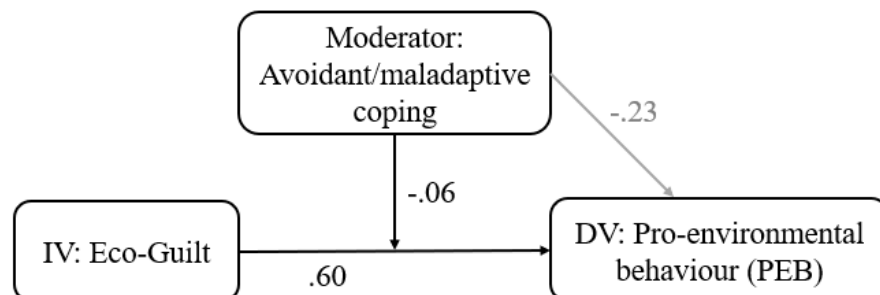 Moderator:
Avoidant/maladaptive
coping
-.23
-.06
IV: Eco-Guilt
.60
DV: Pro-environmental
behaviour (PEB)